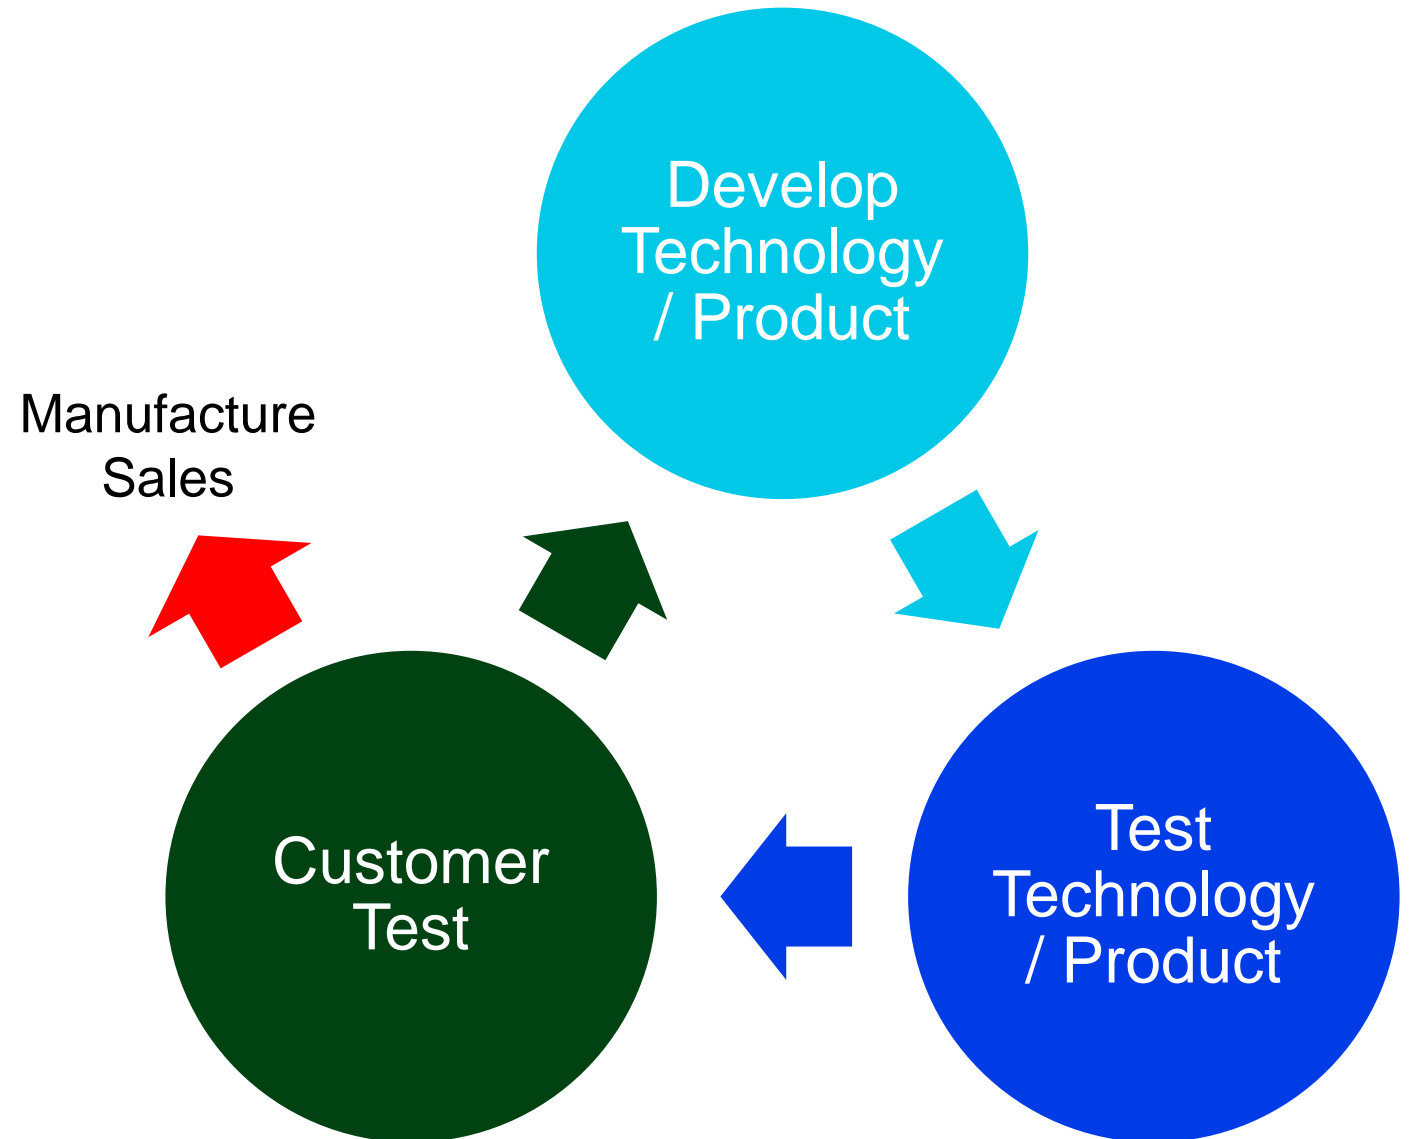 Develop
Technology
/ Product
Manufacture
Sales
Customer
Test
Test
Technology
/ Product